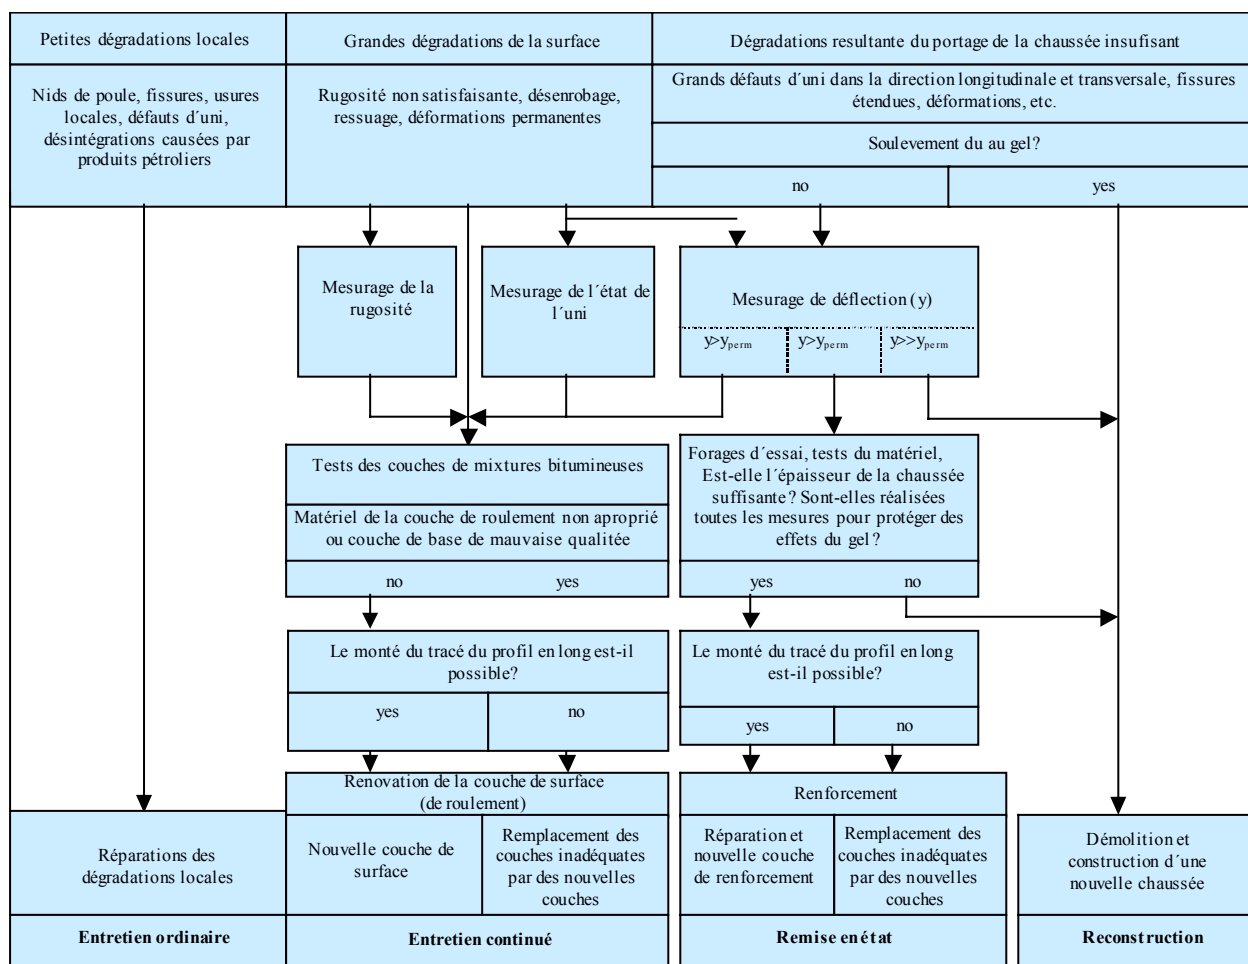 Petites dégradations locales
Grandes dégradations de la surface
Dégradations resultante du portage de la chaussée insufisant
Nids de poule, fissures, usures
locales, défauts d´uni,
désintégrations causées par
produits pétroliers
Rugosité non satisfaisante, désenrobage,
ressuage, déformations permanentes
Grands défauts d´uni dans la direction longitudinale et transversale, fissures
étendues, déformations, etc.
Soulevement du au gel?
no
yes
Mesurage de la
rugosité
Mesurage de l´état de
l´uni
Mesurage de déflection (y)
y>yperm
y>yperm
y>>yperm
Tests des couches de mixtures bitumineuses
Matériel de la couche de roulement non aproprié
ou couche de base de mauvaise qualitée
no
yes
Forages d´essai, tests du matériel,
Est-elle l´épaisseur de la chaussée
suffisante? Sont-elles réalisées
toutes les mesures pour protéger des
effets du gel?
yes
no
Le monté du tracé du profil en long est-il
possible?
yes
no
Le monté du tracé du profil en long
est-il possible?
yes
no
Renovation de la couche de surface
(de roulement)
Renforcement
Réparations des
dégradations locales
Nouvelle couche de
surface
Remplacement des
couches inadéquates
par des nouvelles
couches
Réparation et
nouvelle couche
de renforcement
Remplacement des
couches inadéquates
par des nouvelles
couches
Démolition et
construction d´une
nouvelle chaussée
Entretien ordinaire
Entretien continué
Remise en état
Reconstruction